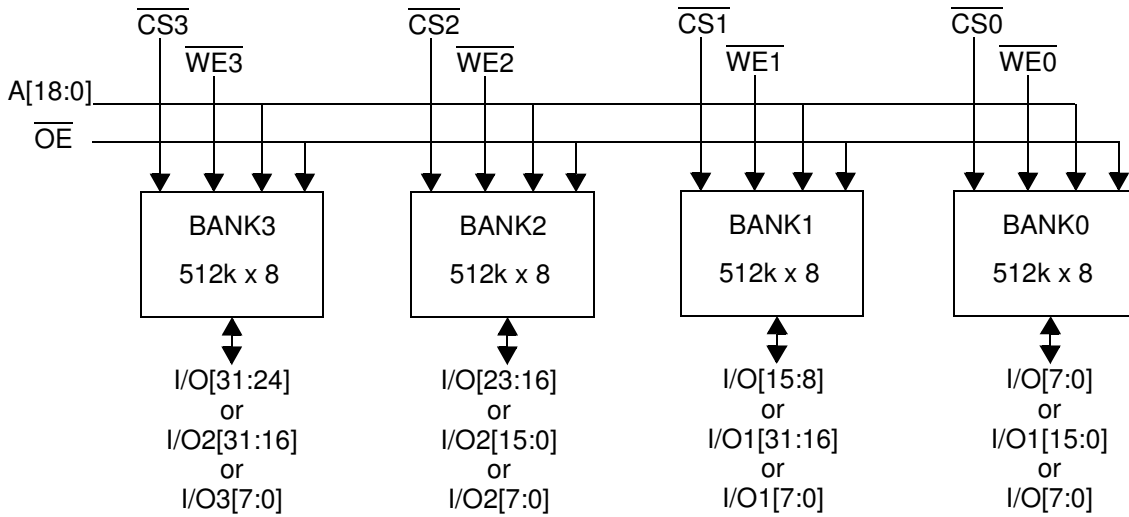 CS3 CS2 CS1 CS0
WE3 WE2 WE1 WE0
A[18:0]
OE
BANK3 BANK2 BANK1 BANK0
512k x 8 512k x 8 512k x 8 512k x 8
I/O[31:24] I/O[23:16] I/O[15:8] I/O[7:0]
or or or or
I/O2[31:16] I/O2[15:0] I/O1[31:16] I/O1[15:0]
or or or or
I/O3[7:0] I/O2[7:0] I/O1[7:0] I/O[7:0]